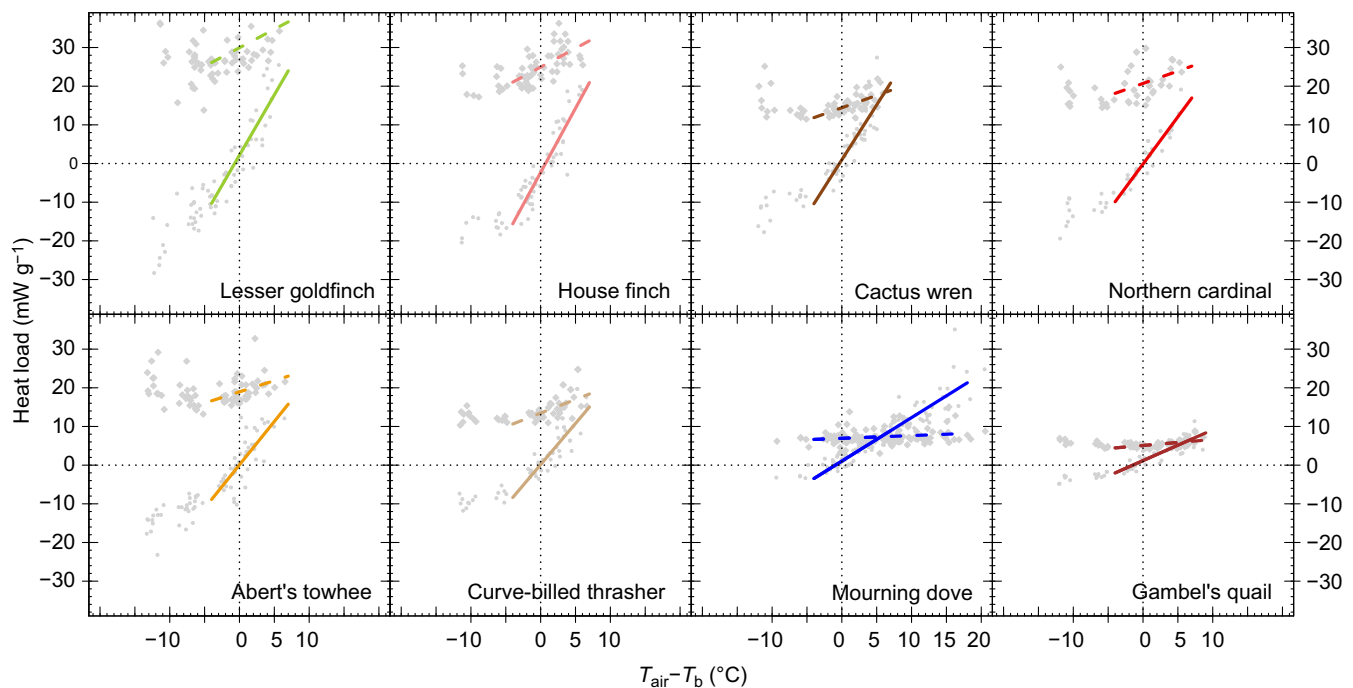 30 30
20 20
10 10
0 0
−10 −10
−20 −20
−30 −30
Lesser goldfinch House finch Cactus wren Northern cardinal
Heat load (mW g⁻¹)
30 30
20 20
10 10
0 0
−10 −10
−20 −20
−30 −30
Abert's towhee Curve-billed thrasher Mourning dove Gambel's quail
−10 0 5 10 −10 0 5 10 −10 0 5 10 15 20 −10 0 5 10
T_air−T_b (°C)